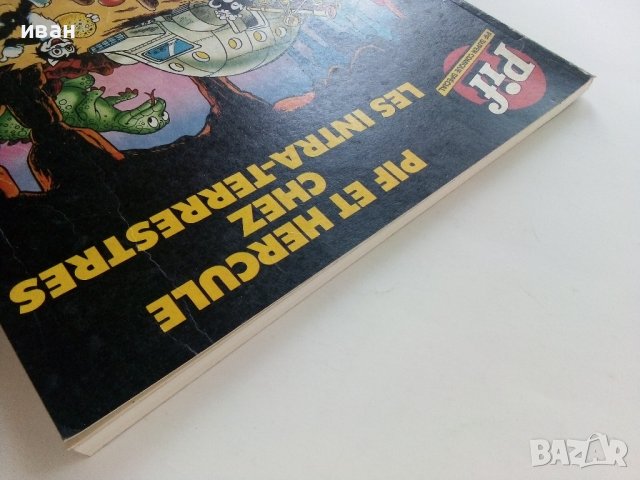 иван
Pif
PIF ET HERCULE
CHEZ
LES INTRA-TERRESTRES
BAZAR